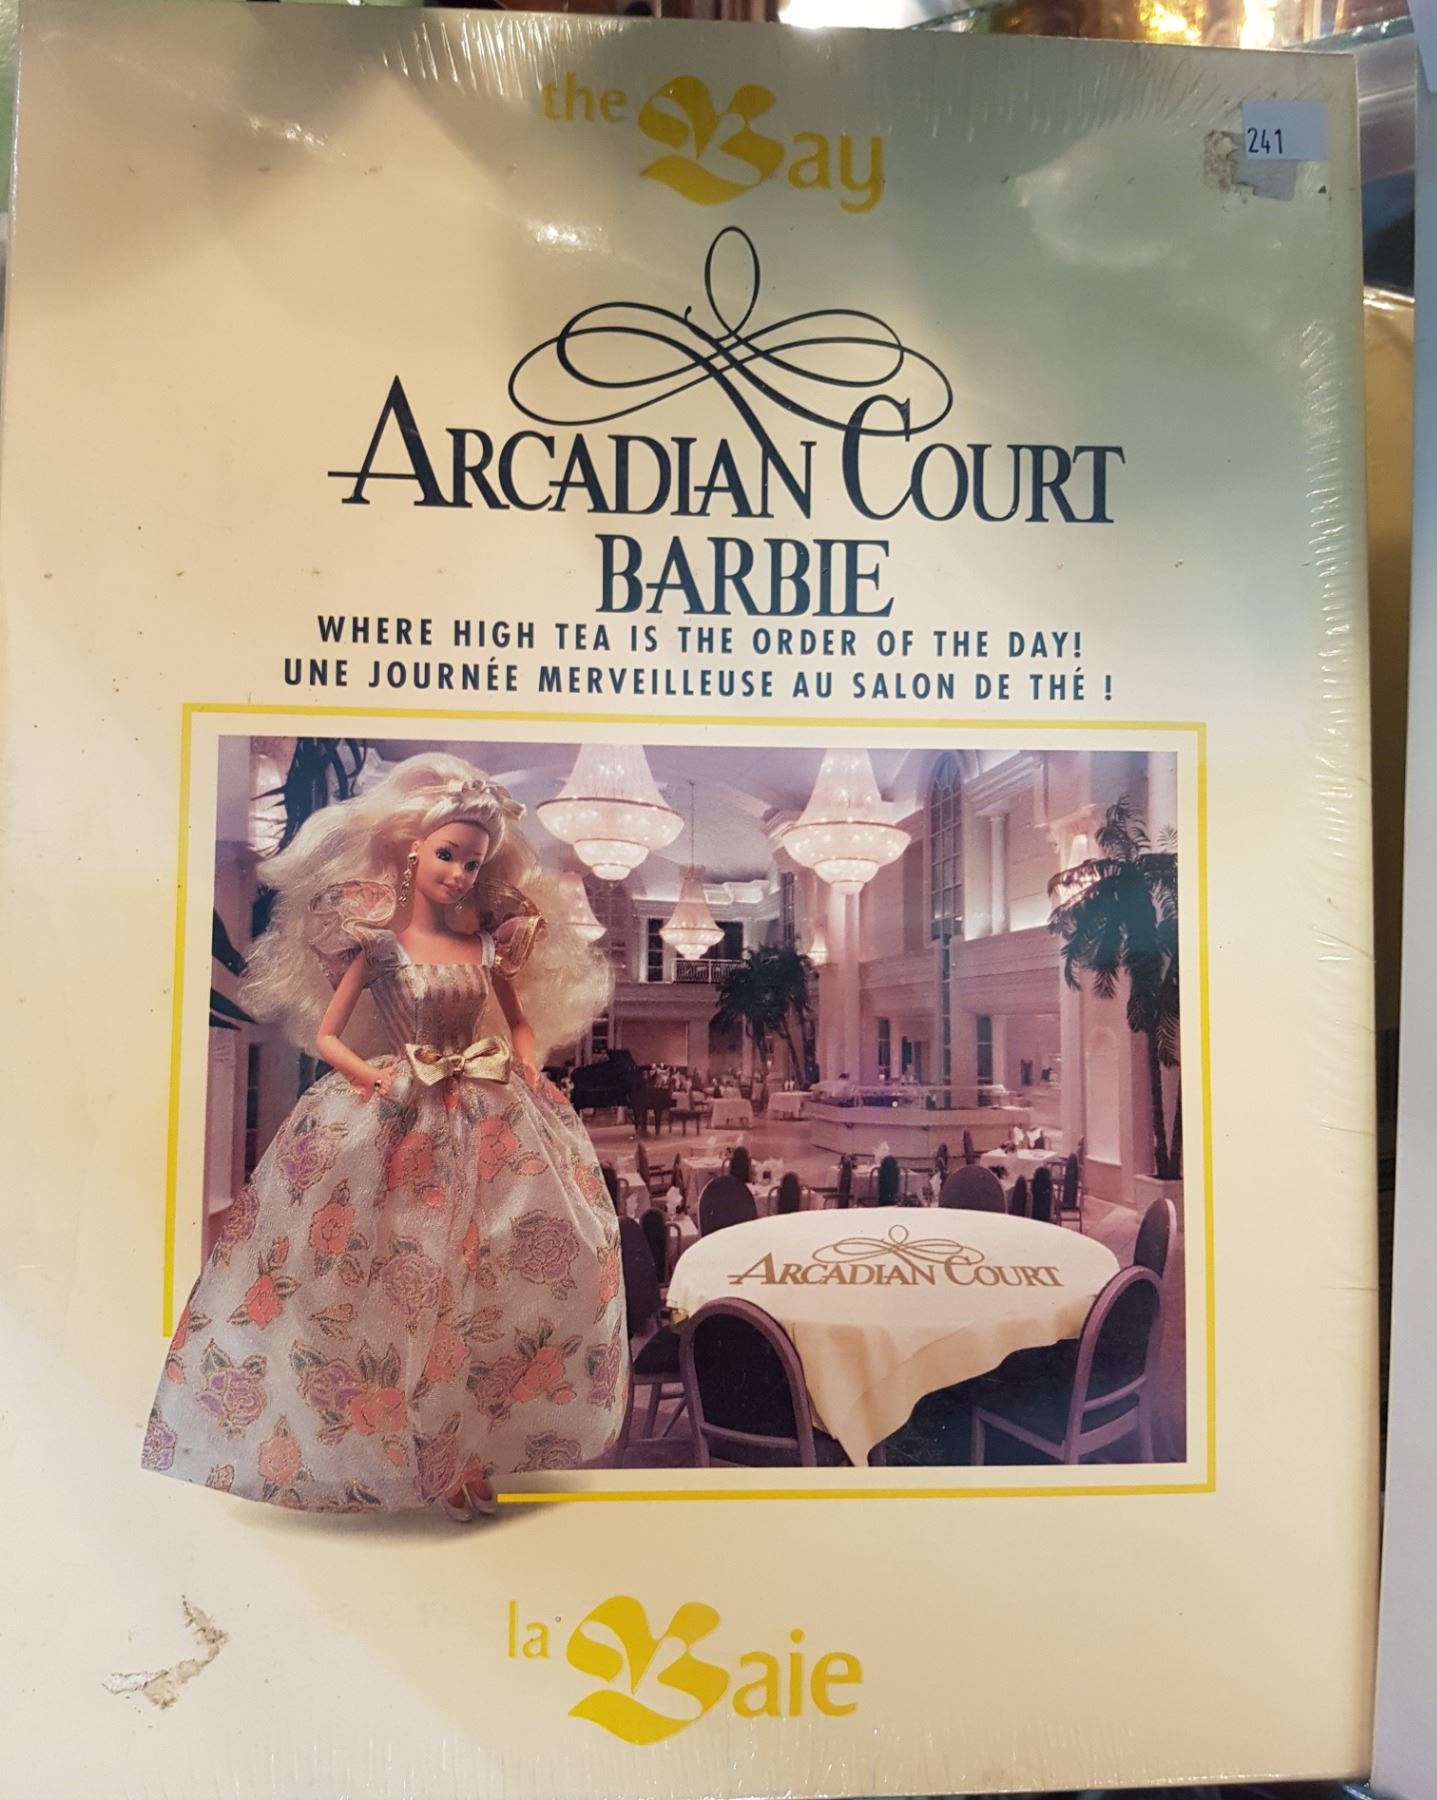 the Bay
241
ARCADIAN COURT
BARBIE
WHERE HIGH TEA IS THE ORDER OF THE DAY!
UNE JOURNÉE MERVEILLEUSE AU SALON DE THÉ !
ARCADIAN COURT
la Baie